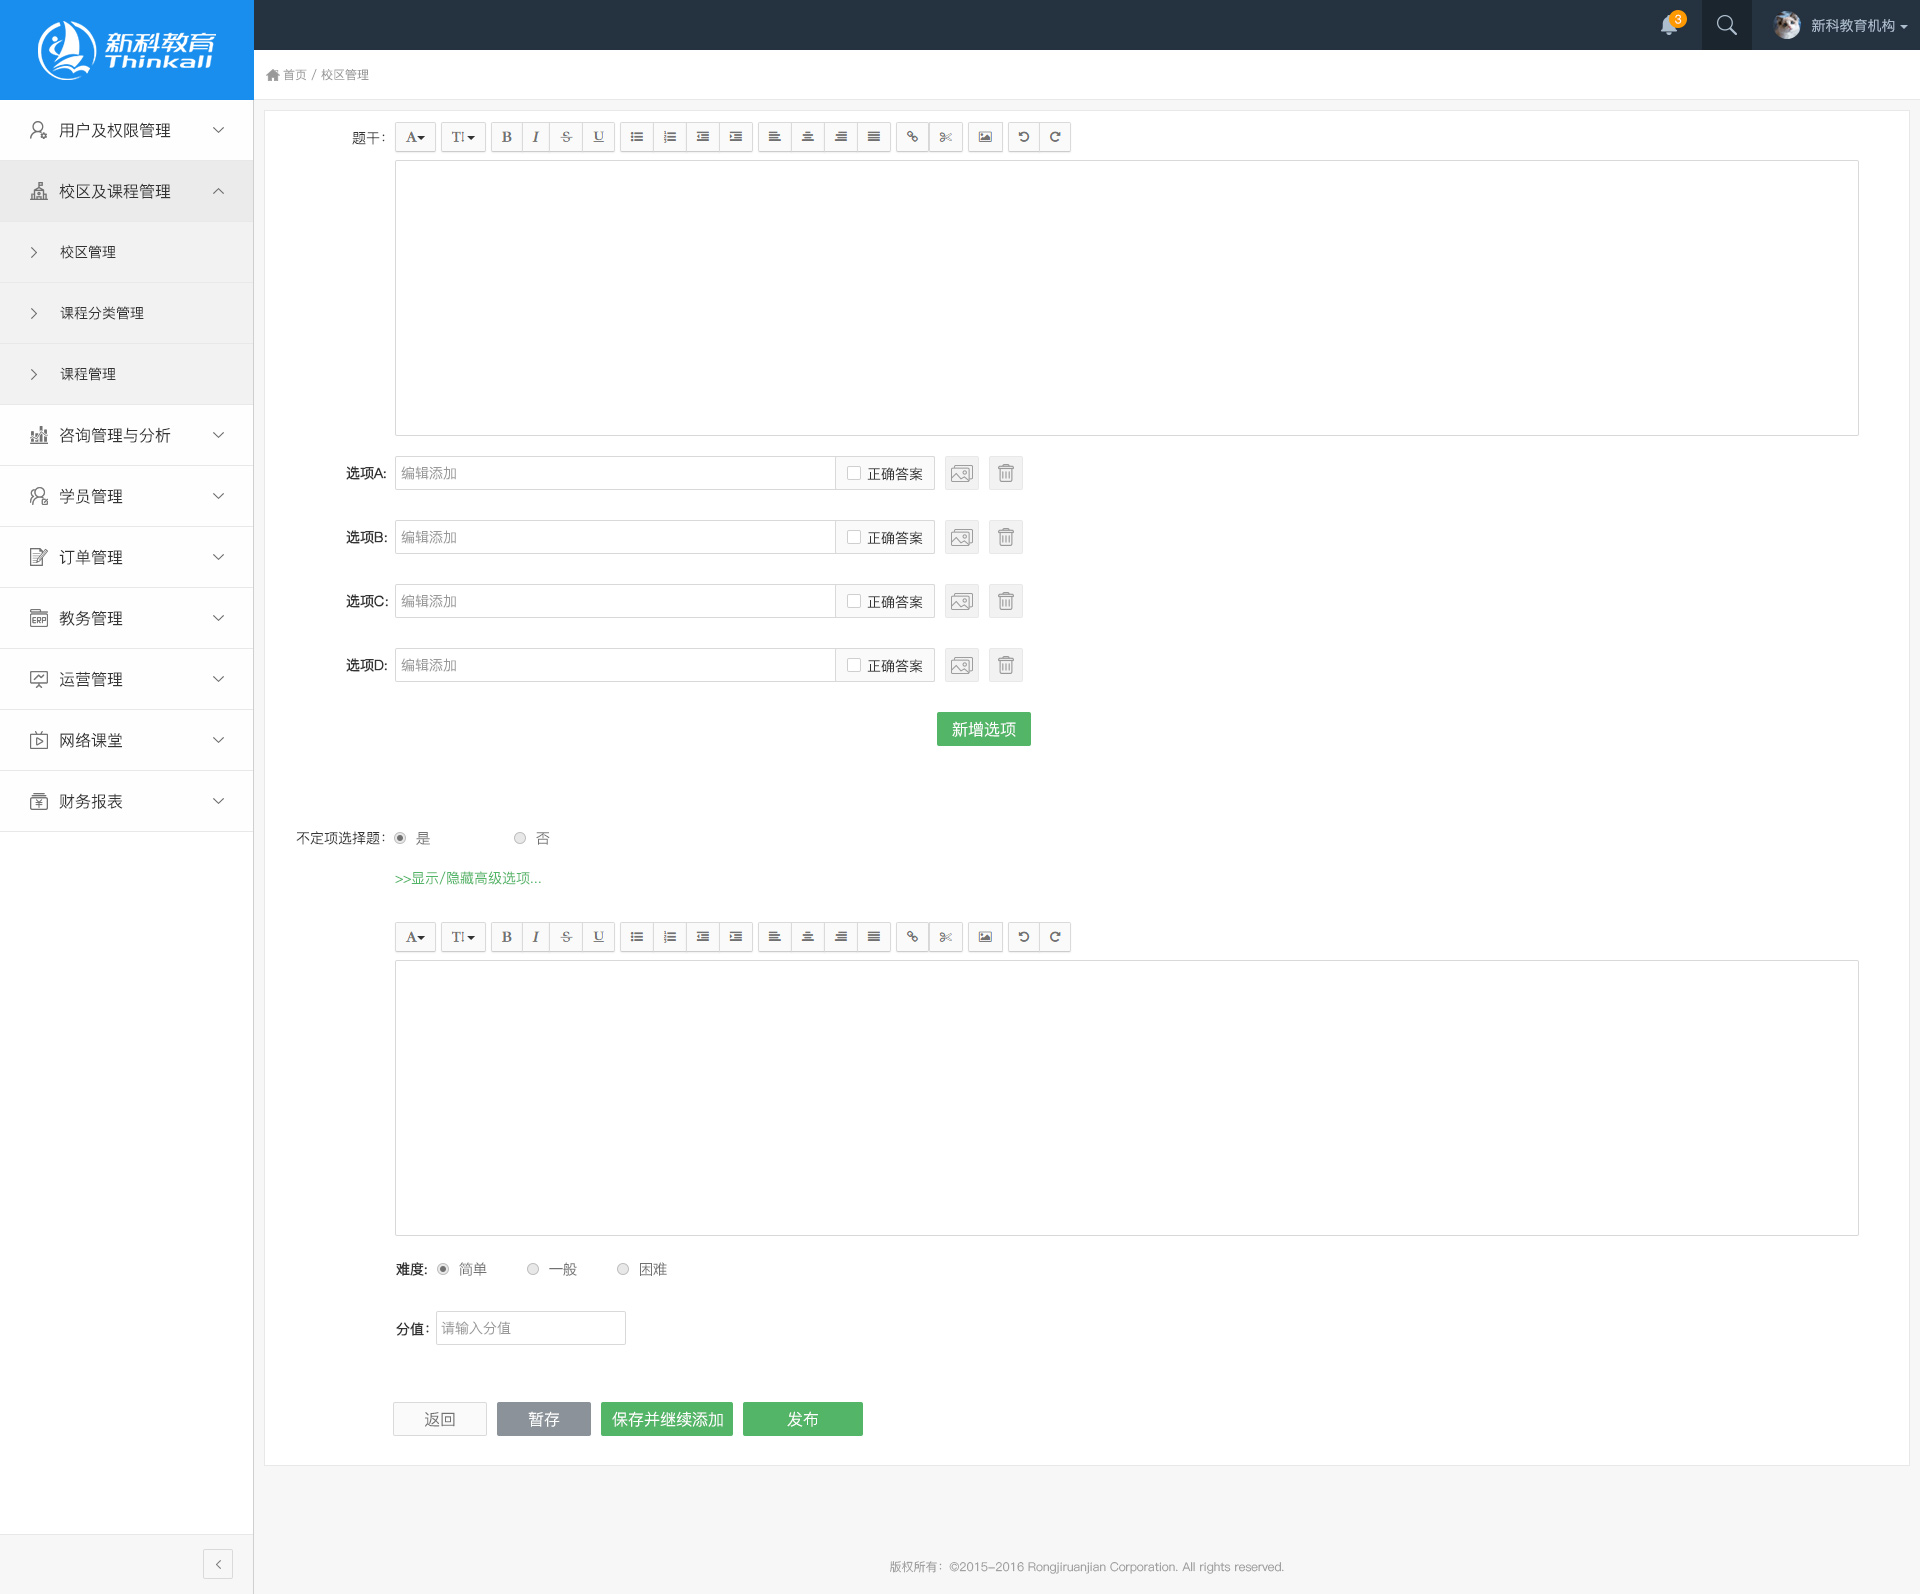 新科教育
Thinkall
3
新科教育机构
首页 / 校区管理
用户及权限管理
校区及课程管理
校区管理
课程分类管理
课程管理
咨询管理与分析
学员管理
订单管理
ERP
教务管理
运营管理
网络课堂
财务报表
题干：
A
T
B
I
S
U
选项A:
编辑添加
正确答案
选项B:
编辑添加
正确答案
选项C:
编辑添加
正确答案
选项D:
编辑添加
正确答案
新增选项
不定项选择题：
是
否
>>显示/隐藏高级选项...
A
T
B
I
S
U
难度:
简单
一般
困难
分值：
请输入分值
返回
暂存
保存并继续添加
发布
版权所有：©2015-2016 Rongjiruanjian Corporation. All rights reserved.